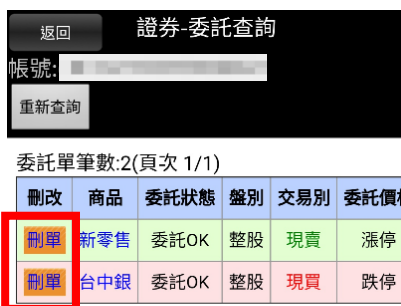 返回 證券-委託查詢
帳號:
重新查詢
委託單筆數:2(頁次 1/1)
刪改 商品 委託狀態 盤別 交易別 委託價格
刪單 新零售 委託OK 整股 現賣 漲停
刪單 台中銀 委託OK 整股 現買 跌停